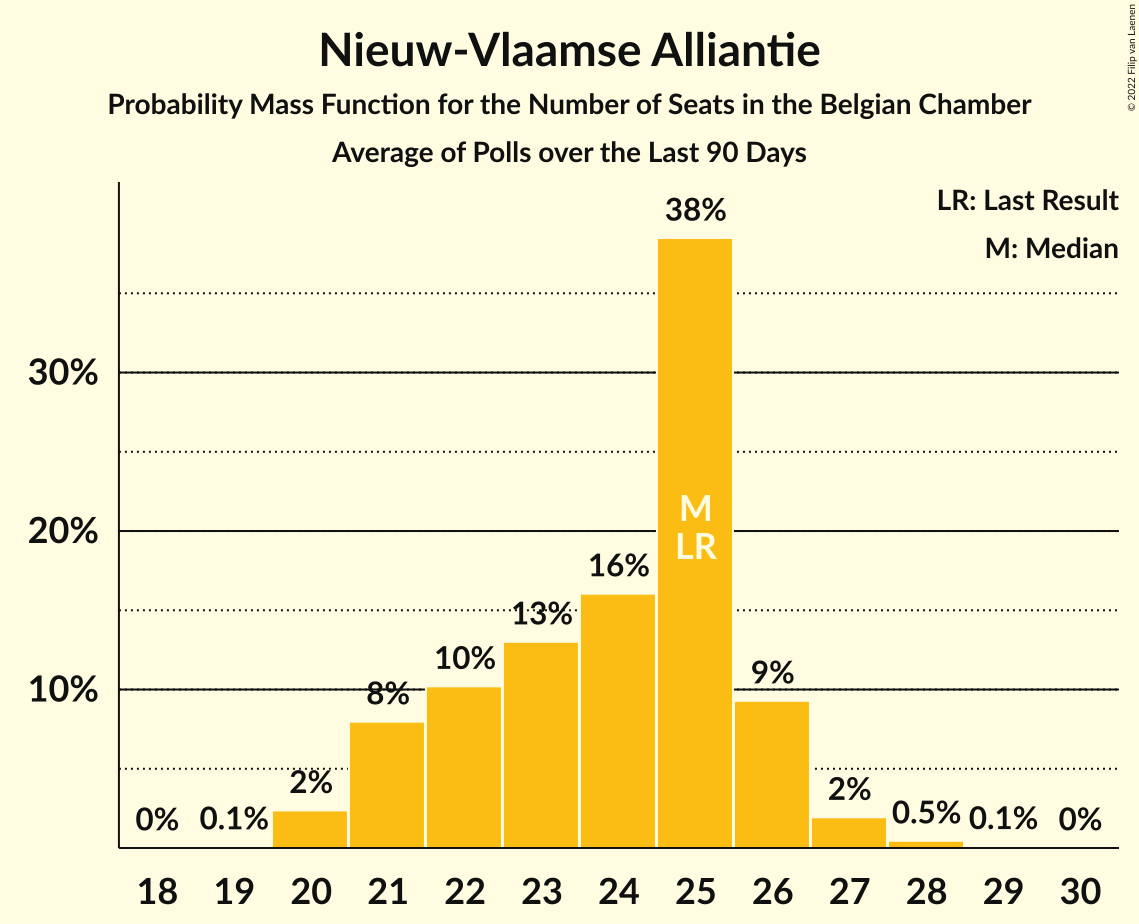 Nieuw-Vlaamse Alliantie
Probability Mass Function for the Number of Seats in the Belgian Chamber
Average of Polls over the Last 90 Days
© 2022 Filip van Laenen
LR: Last Result
M: Median
38%
30%
20%
10%
M
LR
0%
0.1%
2%
8%
10%
13%
16%
9%
2%
0.5%
0.1%
0%
18 19 20 21 22 23 24 25 26 27 28 29 30